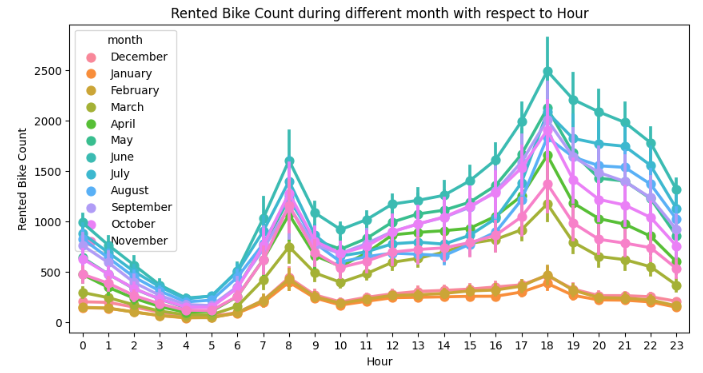 Rented Bike Count during different month with respect to Hour
Rented Bike Count
2500
2000
1500
1000
500
0
month
December
January
February
March
April
May
June
July
August
September
October
November
0 1 2 3 4 5 6 7 8 9 10 11 12 13 14 15 16 17 18 19 20 21 22 23
Hour